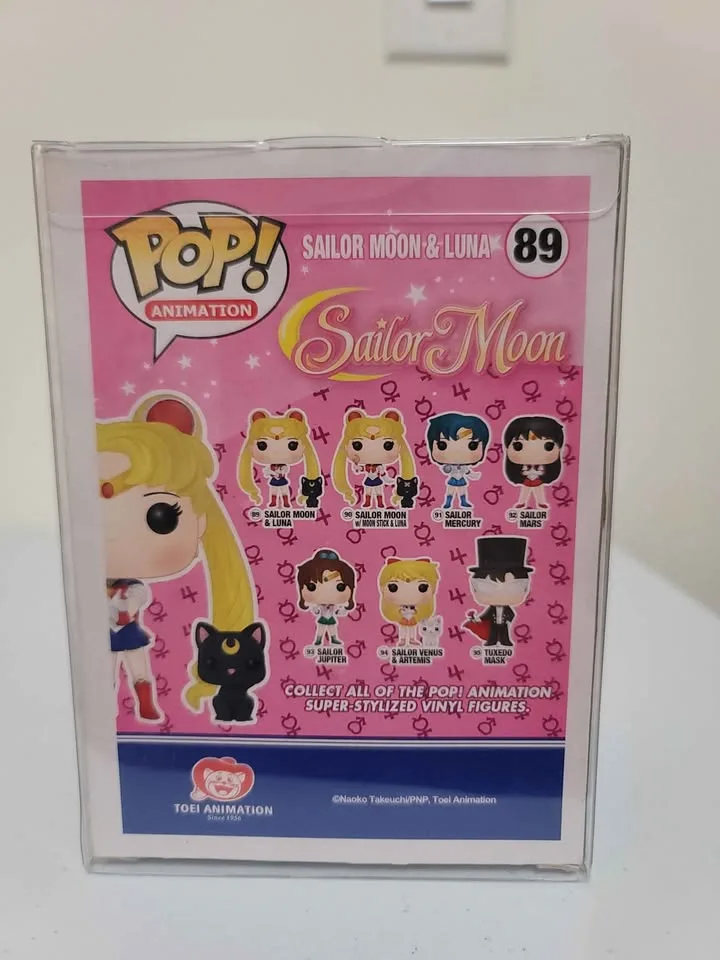 POP!
ANIMATION
SAILOR MOON & LUNA
89
Sailor Moon
89 SAILOR MOON
& LUNA
90 SAILOR MOON
W/ MOON STICK & LUNA
91 SAILOR
MERCURY
92 SAILOR
MARS
93 SAILOR
JUPITER
94 SAILOR VENUS
& ARTEMIS
95 TUXEDO
MASK
COLLECT ALL OF THE POP! ANIMATION
SUPER-STYLIZED VINYL FIGURES.
TOEI ANIMATION
Since 1956
©Naoko Takeuchi/PNP, Toei Animation